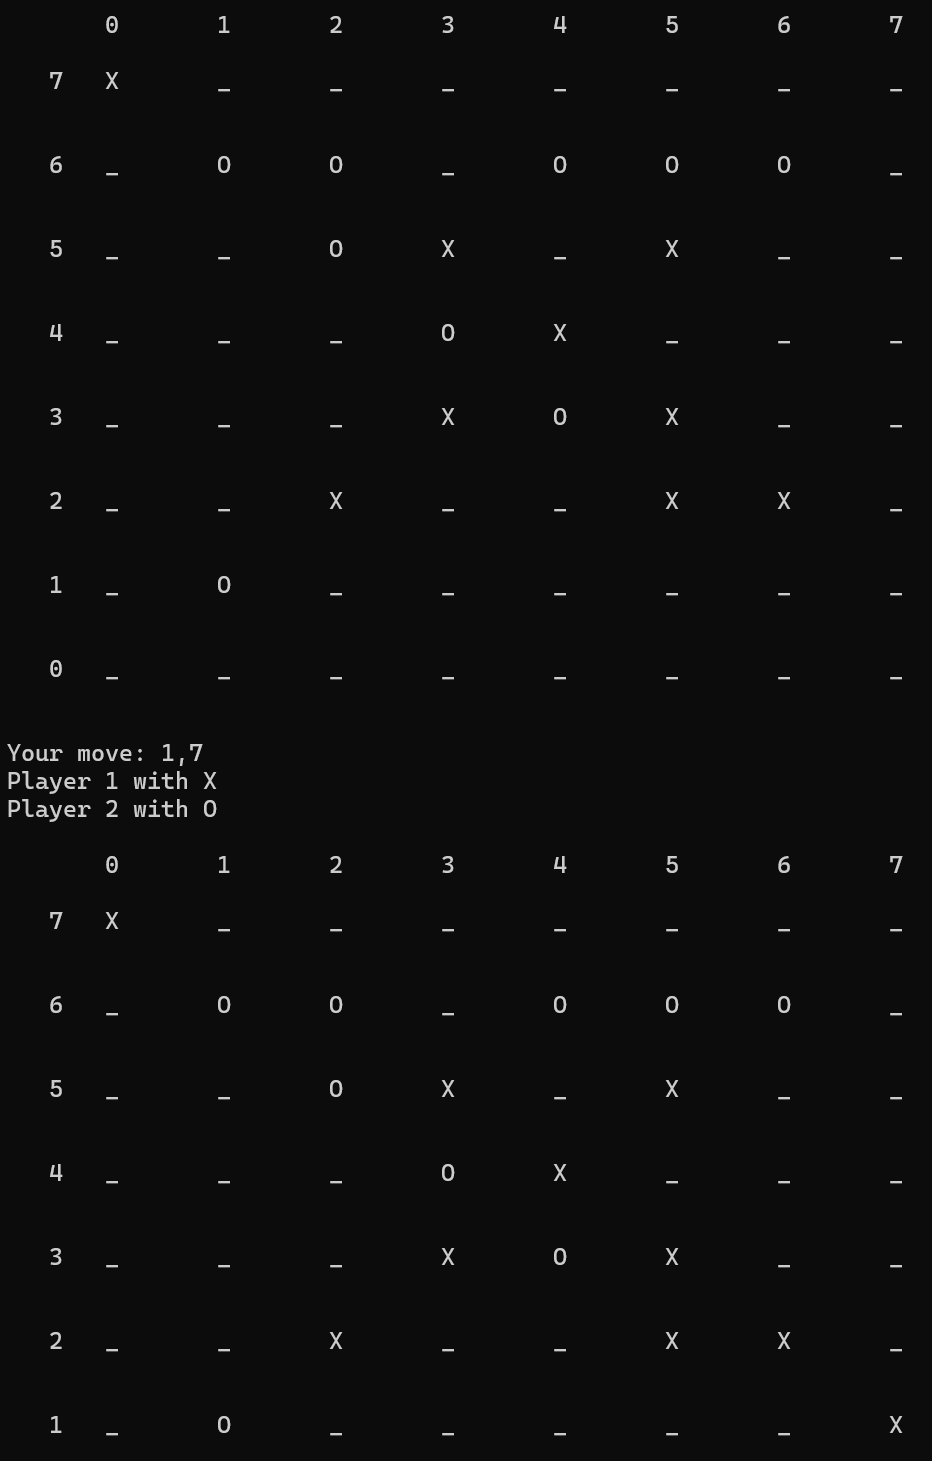 0 1 2 3 4 5 6 7
7 X _ _ _ _ _ _ _
6 _ O O _ O O O _
5 _ _ O X _ X _ _
4 _ _ _ O X _ _ _
3 _ _ _ X O X _ _
2 _ _ X _ _ X X _
1 _ O _ _ _ _ _ _
0 _ _ _ _ _ _ _ _
Your move: 1,7
Player 1 with X
Player 2 with O
0 1 2 3 4 5 6 7
7 X _ _ _ _ _ _ _
6 _ O O _ O O O _
5 _ _ O X _ X _ _
4 _ _ _ O X _ _ _
3 _ _ _ X O X _ _
2 _ _ X _ _ X X _
1 _ O _ _ _ _ _ X